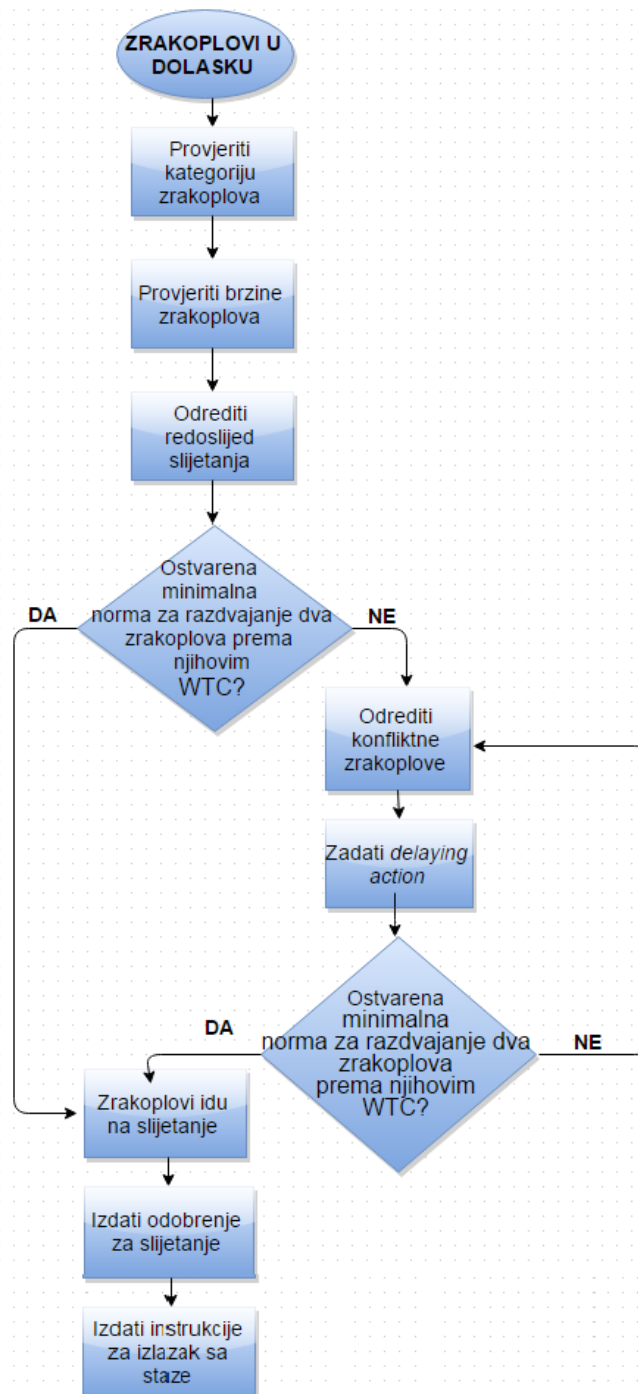 ZRAKOPLOVI U
DOLASKU
Provjeriti
kategoriju
zrakoplova
Provjeriti brzine
zrakoplova
Odrediti
redoslijed
slijetanja
Ostvarena
minimalna
norma za razdvajanje dva
zrakoplova prema
njihovim
WTC?
DA
NE
Odrediti
konfliktne
zrakoplove
Zadati delaying
action
Ostvarena
minimalna
norma za razdvajanje dva
zrakoplova
prema njihovim
WTC?
DA
NE
Zrakoplovi idu
na slijetanje
Izdati odobrenje
za slijetanje
Izdati instrukcije
za izlazak sa
staze